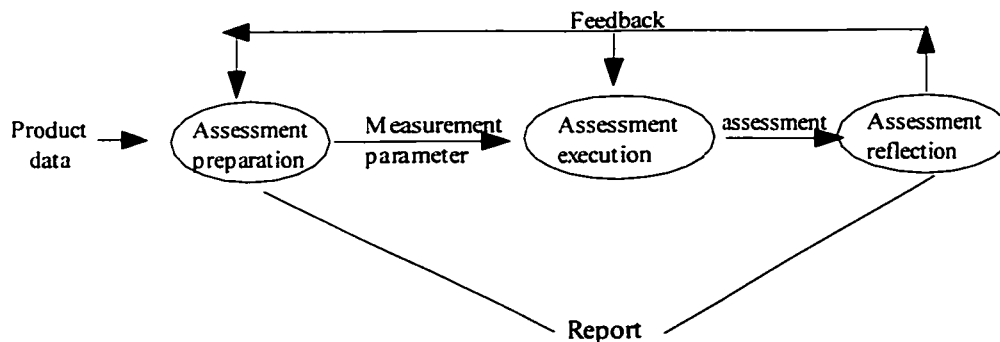 Feedback
Product
data
Assessment
preparation
Measurement
parameter
Assessment
execution
assessment
Assessment
reflection
Report